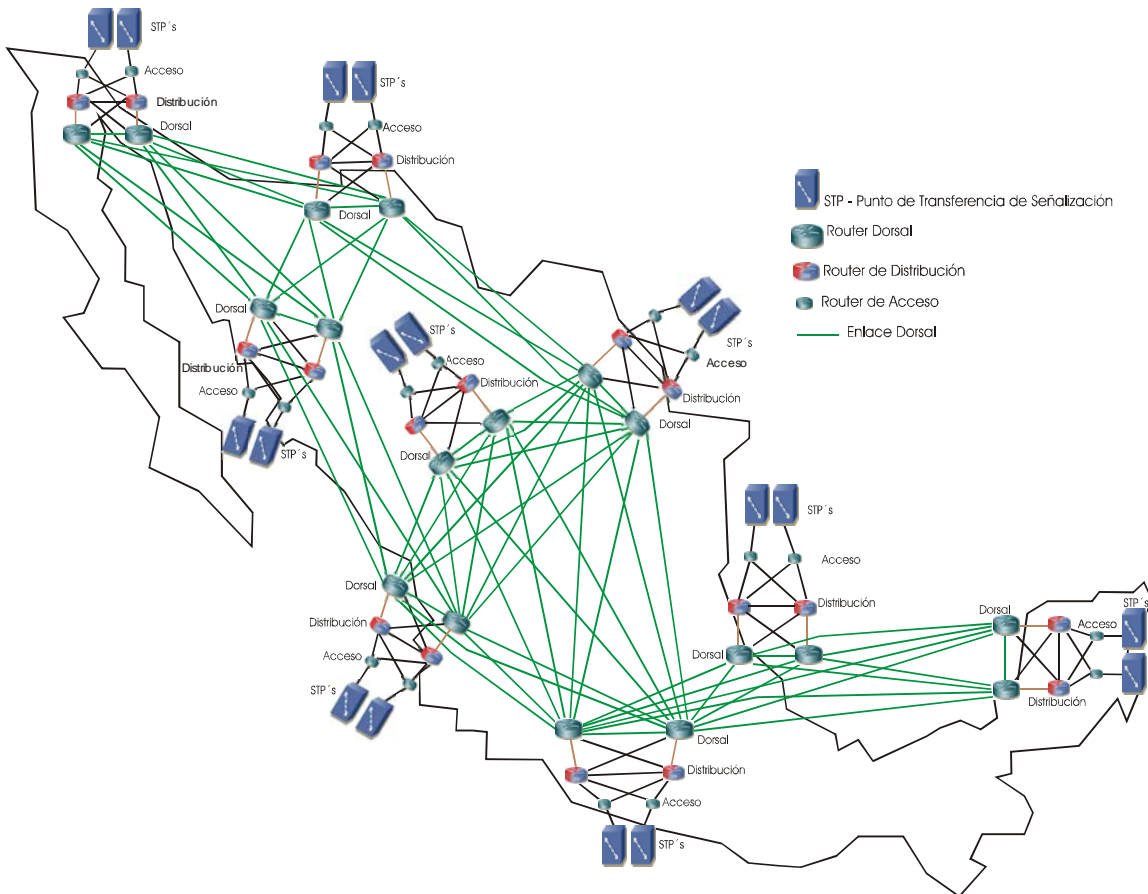 STP´s
Acceso
Distribución
Dorsal
STP´s
Acceso
Distribución
Dorsal
STP - Punto de Transferencia de Señalización
Router Dorsal
Router de Distribución
Router de Acceso
Enlace Dorsal
Dorsal
Distribución
Acceso
STP´s
STP´s
Acceso
Distribución
Dorsal
STP´s
Acceso
Distribución
Dorsal
STP´s
Acceso
Distribución
Dorsal
Dorsal
STP´s
Acceso
Distribución
Dorsal
Distribución
Acceso
STP´s
Dorsal
Distribución
Acceso
STP´s